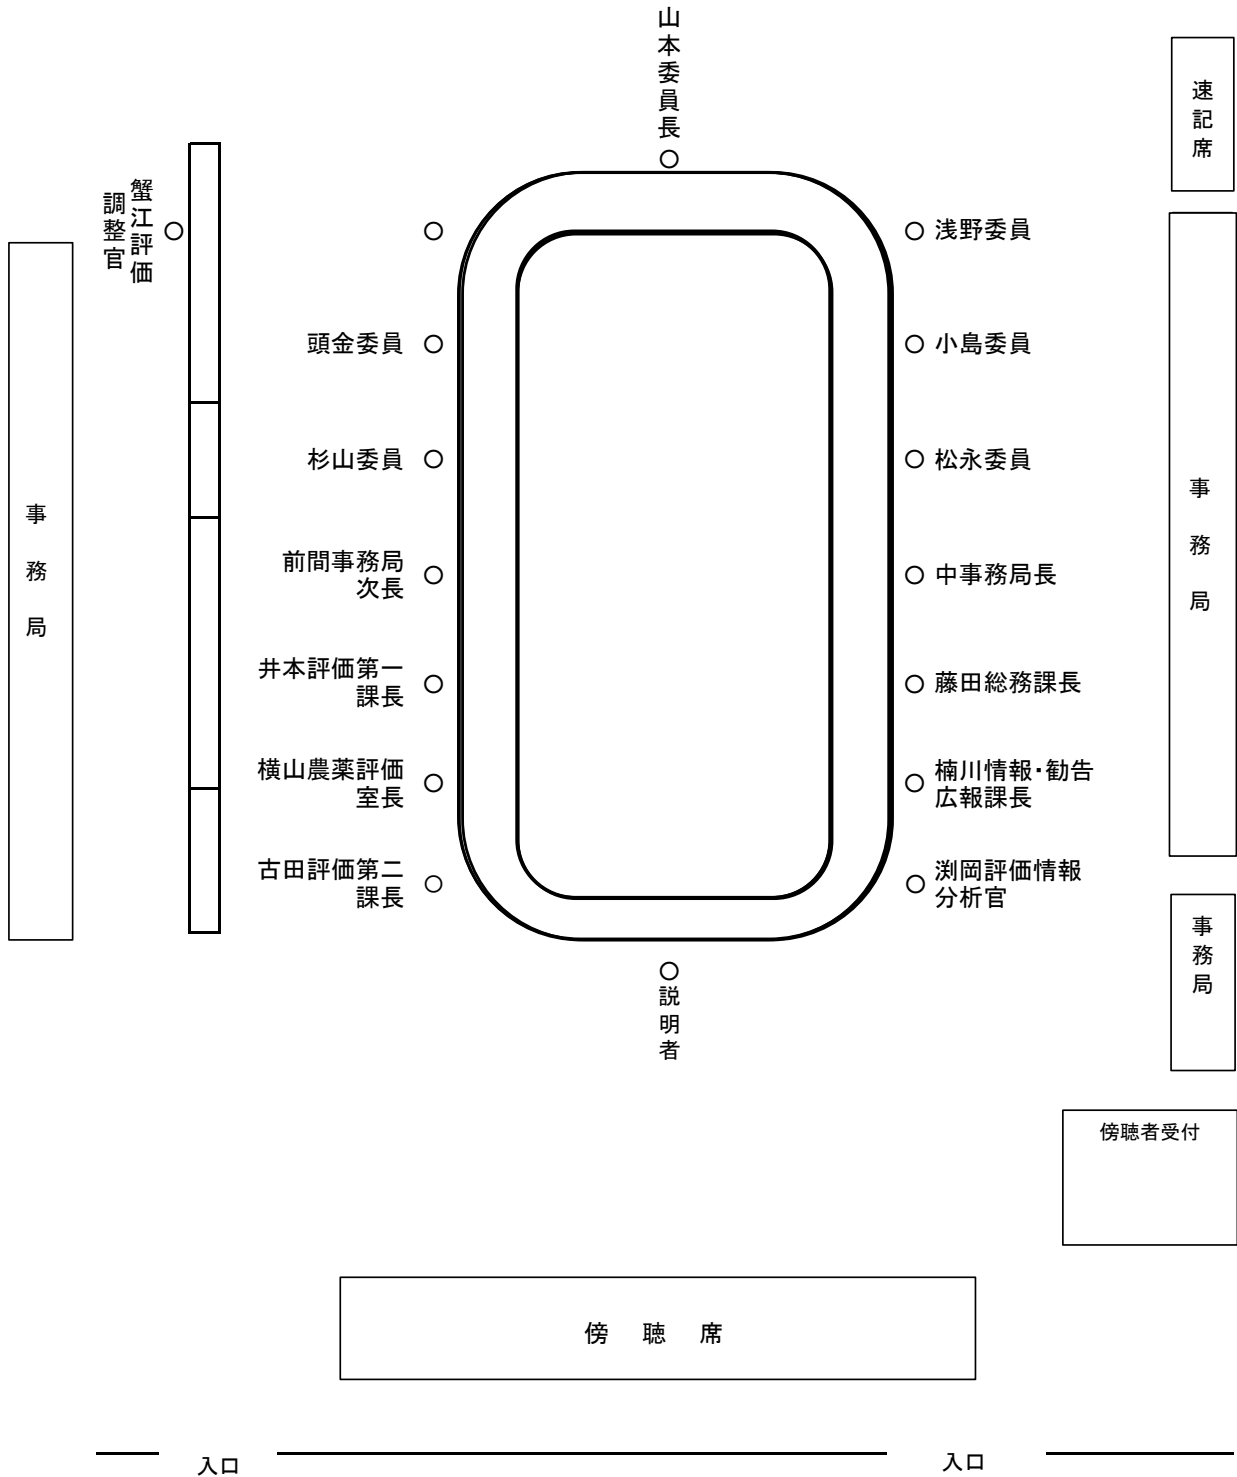 山本委員長
速記席
蟹江評価
調整官
浅野委員
頭金委員
小島委員
杉山委員
松永委員
事務局
事務局
前間事務局
次長
中事務局長
井本評価第一
課長
藤田総務課長
横山農薬評価
室長
楠川情報・勧告
広報課長
古田評価第二
課長
渕岡評価情報
分析官
事務局
説明者
傍聴者受付
傍聴席
入口
入口